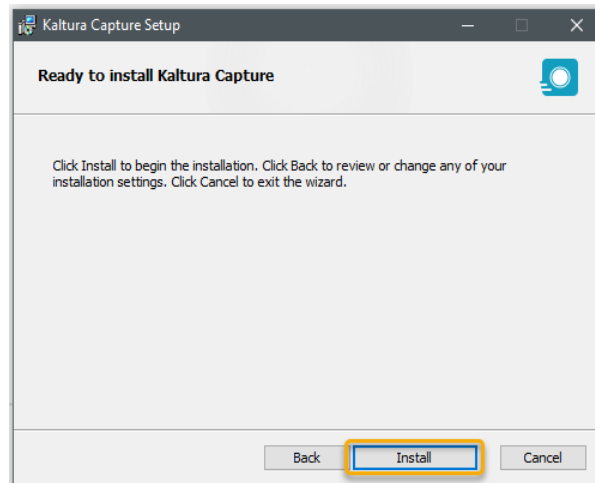 Kaltura Capture Setup
Ready to install Kaltura Capture
Click Install to begin the installation. Click Back to review or change any of your
installation settings. Click Cancel to exit the wizard.
Back Install Cancel